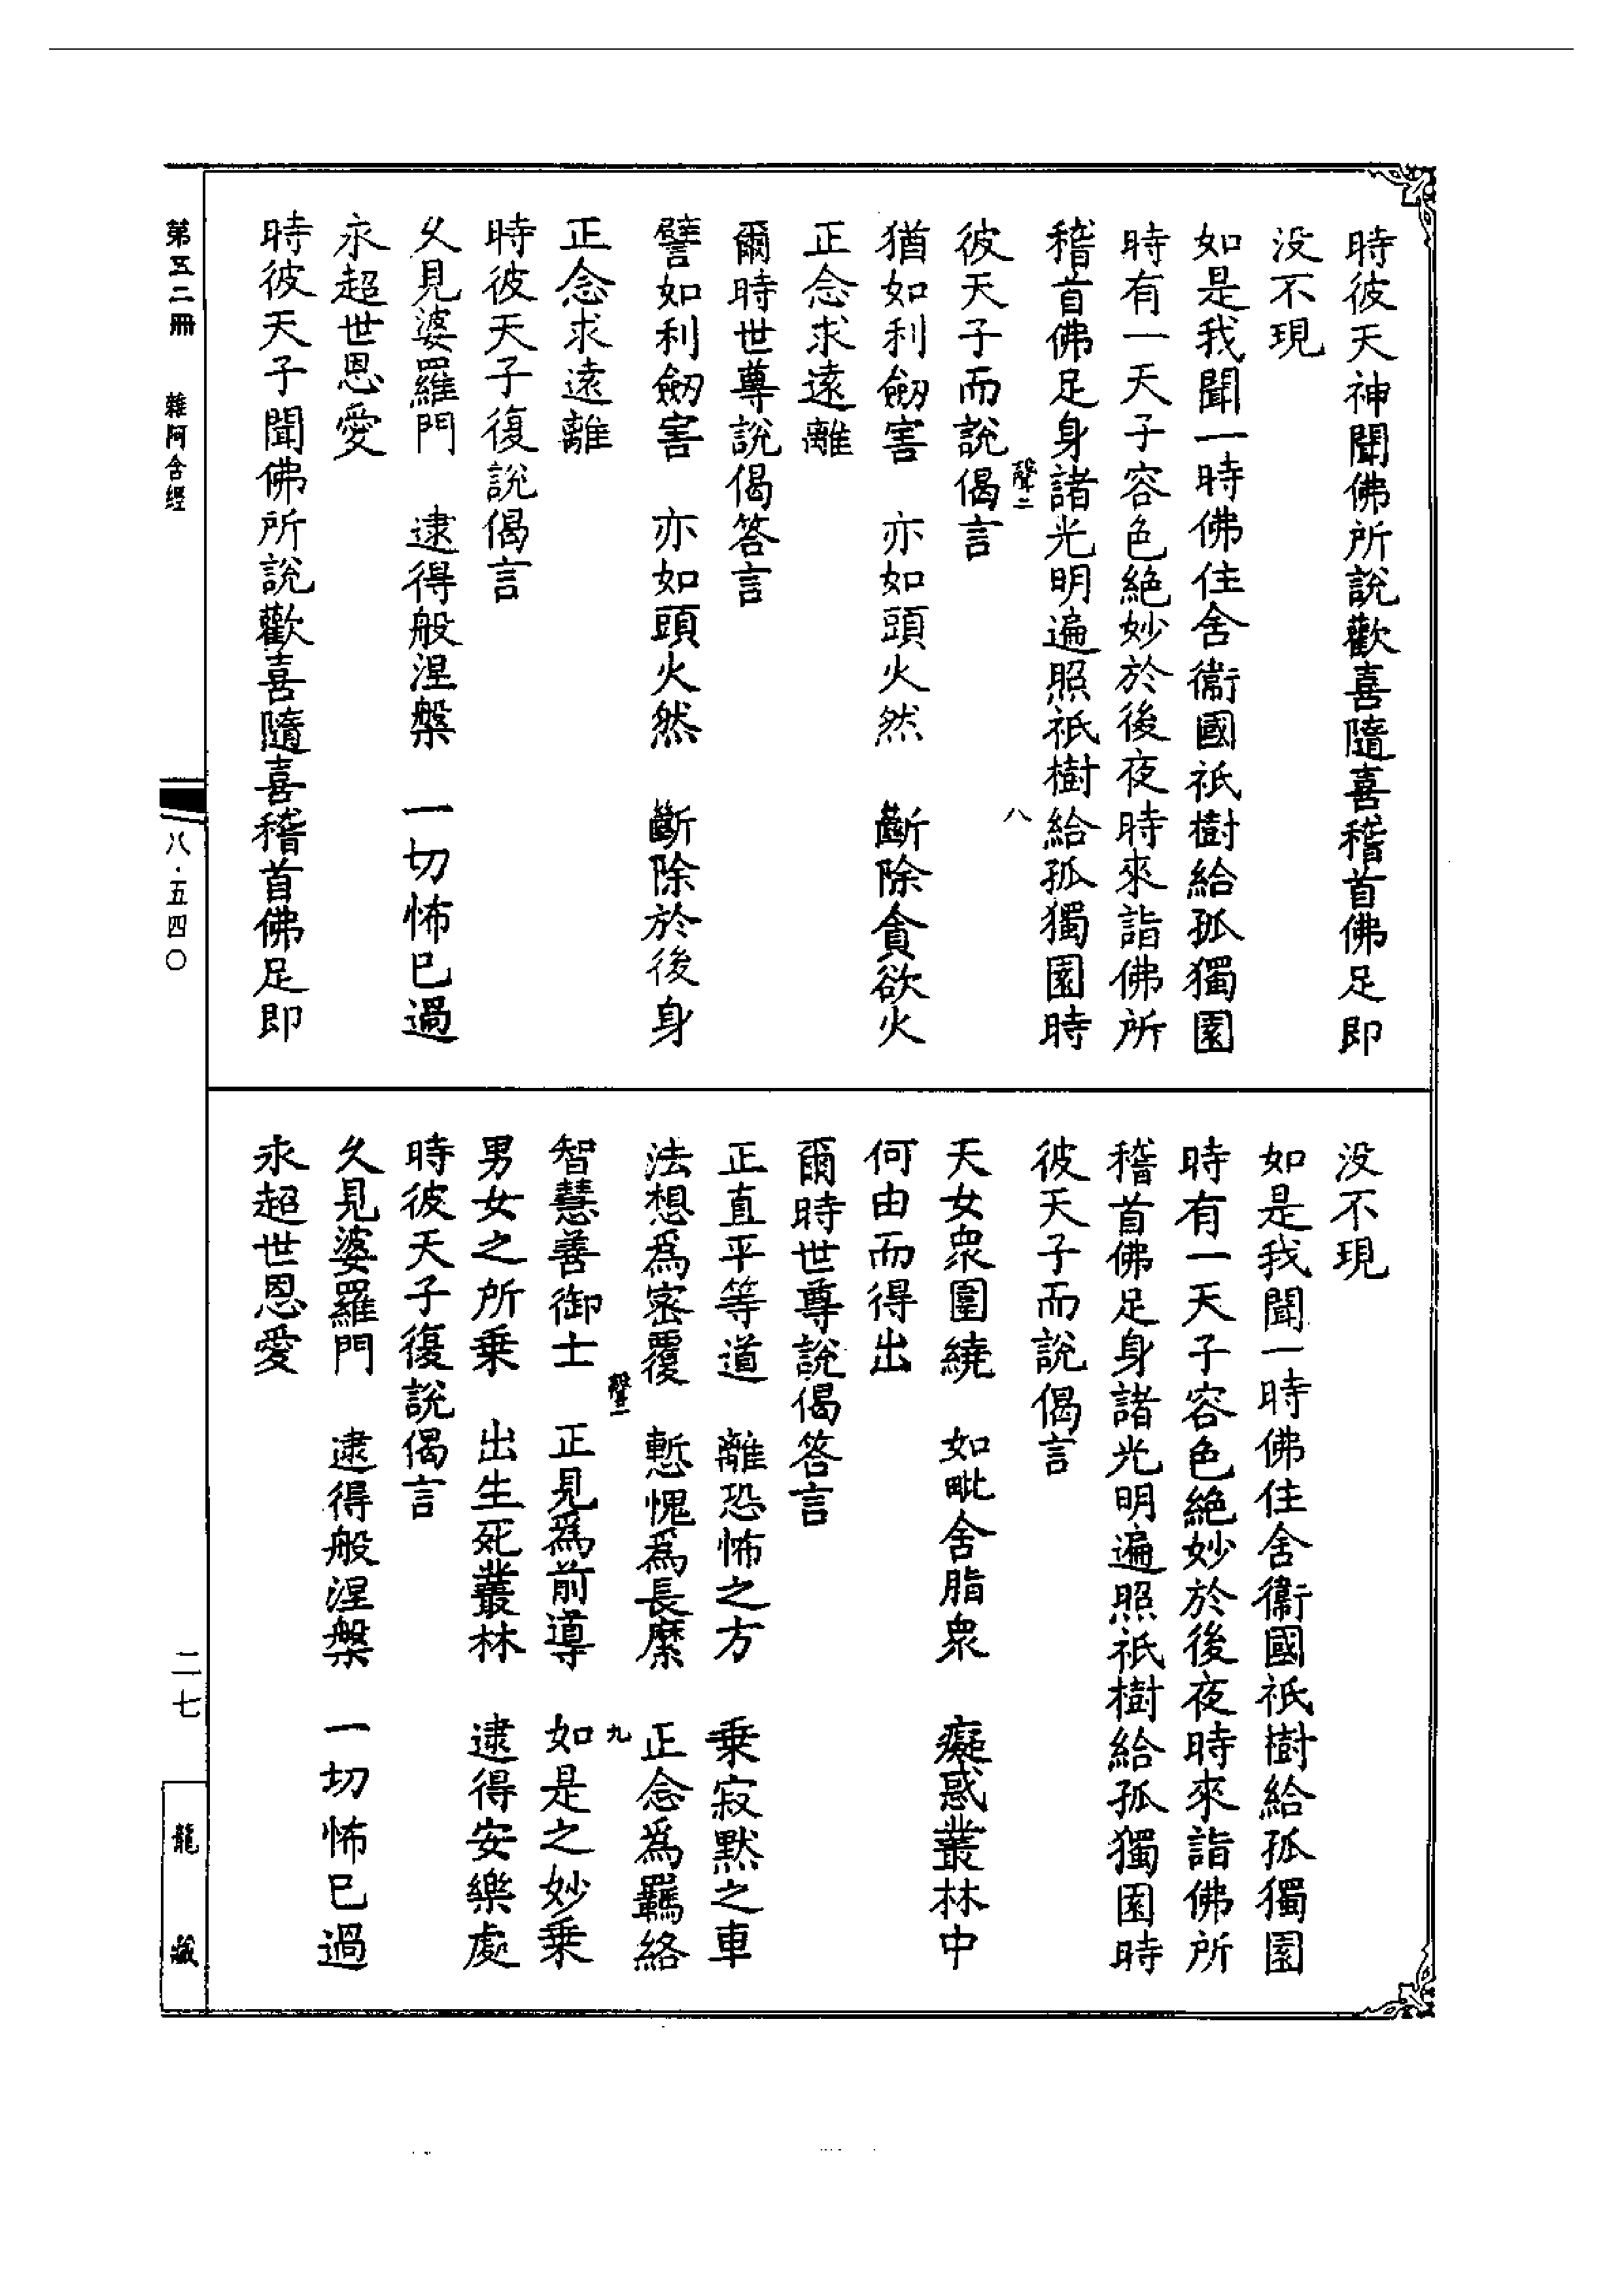 時彼天神聞佛所說歡喜隨喜稽首佛足即
没不現
如是我聞一時佛住舍衞國祇樹給孤獨園
時有一天子容色絶妙於後夜時來詣佛所
稽首佛足身諸光明遍照祇樹給孤獨園時
聲二　八
彼天子而說偈言
猶如利劒害　亦如頭火然　斷除貪欲火
正念求遠離
爾時世尊說偈答言
譬如利劒害　亦如頭火然　斷除於後身
正念求遠離
時彼天子復說偈言
久見婆羅門　逮得般涅槃　一切怖已過
永超世恩愛
時彼天子聞佛所說歡喜隨喜稽首佛足即
没不現
如是我聞一時佛住舍衞國祇樹給孤獨園
時有一天子容色絶妙於後夜時來詣佛所
稽首佛足身諸光明遍照祇樹給孤獨園時
彼天子而說偈言
天女衆圍繞　如毗舍脂衆　癡惑叢林中
何由而得出
爾時世尊說偈答言
正直平等道　離恐怖之方　乗寂默之車
法想爲密覆　慙愧爲長縻　正念爲羈絡
聲二　九
智慧善御士　正見爲前導　如是之妙乗
男女之所乗　出生死叢林　逮得安樂處
時彼天子復說偈言
久見婆羅門　逮得般涅槃　一切怖已過
永超世恩愛
第五二冊　雜阿含經
八·五四〇
二七
龍藏